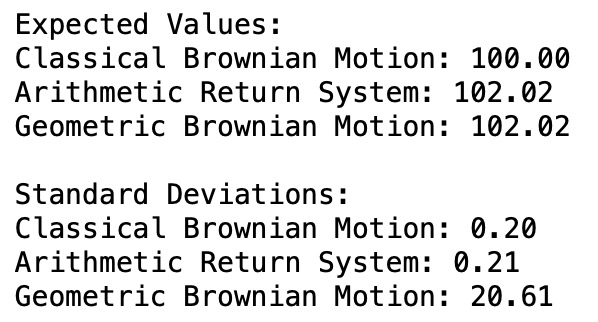 Expected Values:
Classical Brownian Motion: 100.00
Arithmetic Return System: 102.02
Geometric Brownian Motion: 102.02
Standard Deviations:
Classical Brownian Motion: 0.20
Arithmetic Return System: 0.21
Geometric Brownian Motion: 20.61